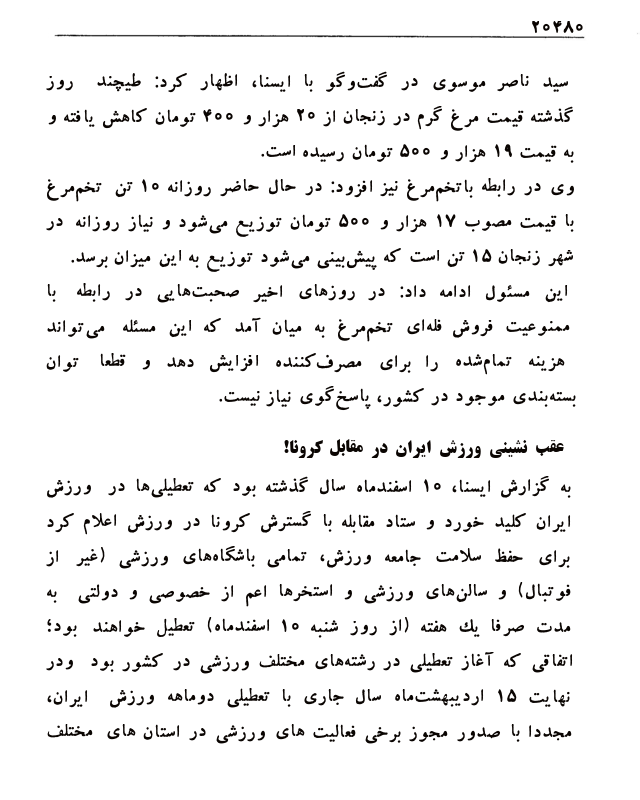 ۲۰۴۸۰
سید ناصر موسوی در گفت‌وگو با ایسنا، اظهار کرد: طیچند روز
گذشته قیمت مرغ گرم در زنجان از ۲۰ هزار و ۴۰۰ تومان کاهش یافته و
به قیمت ۱۹ هزار و ۵۰۰ تومان رسیده است.
وی در رابطه باتخم‌مرغ نیز افزود: در حال حاضر روزانه ۱۰ تن تخم‌مرغ
با قیمت مصوب ۱۷ هزار و ۵۰۰ تومان توزیع می‌شود و نیاز روزانه در
شهر زنجان ۱۵ تن است که پیش‌بینی می‌شود توزیع به این میزان برسد.
این مسئول ادامه داد: در روزهای اخیر صحبت‌هایی در رابطه با
ممنوعیت فروش فله‌ای تخم‌مرغ به میان آمد که این مسئله می‌تواند
هزینه تمام‌شده را برای مصرف‌کننده افزایش دهد و قطعا توان
بسته‌بندی موجود در کشور، پاسخ‌گوی نیاز نیست.
عقب نشینی ورزش ایران در مقابل کرونا!
به گزارش ایسنا، ۱۰ اسفندماه سال گذشته بود که تعطیلی‌ها در ورزش
ایران کلید خورد و ستاد مقابله با گسترش کرونا در ورزش اعلام کرد
برای حفظ سلامت جامعه ورزش، تمامی باشگاه‌های ورزشی (غیر از
فوتبال) و سالن‌های ورزشی و استخرها اعم از خصوصی و دولتی به
مدت صرفا یك هفته (از روز شنبه ۱۰ اسفندماه) تعطیل خواهند بود؛
اتفاقی که آغاز تعطیلی در رشته‌های مختلف ورزشی در کشور بود ودر
نهایت ۱۵ اردیبهشت‌ماه سال جاری با تعطیلی دوماهه ورزش ایران،
مجددا با صدور مجوز برخی فعالیت های ورزشی در استان های مختلف